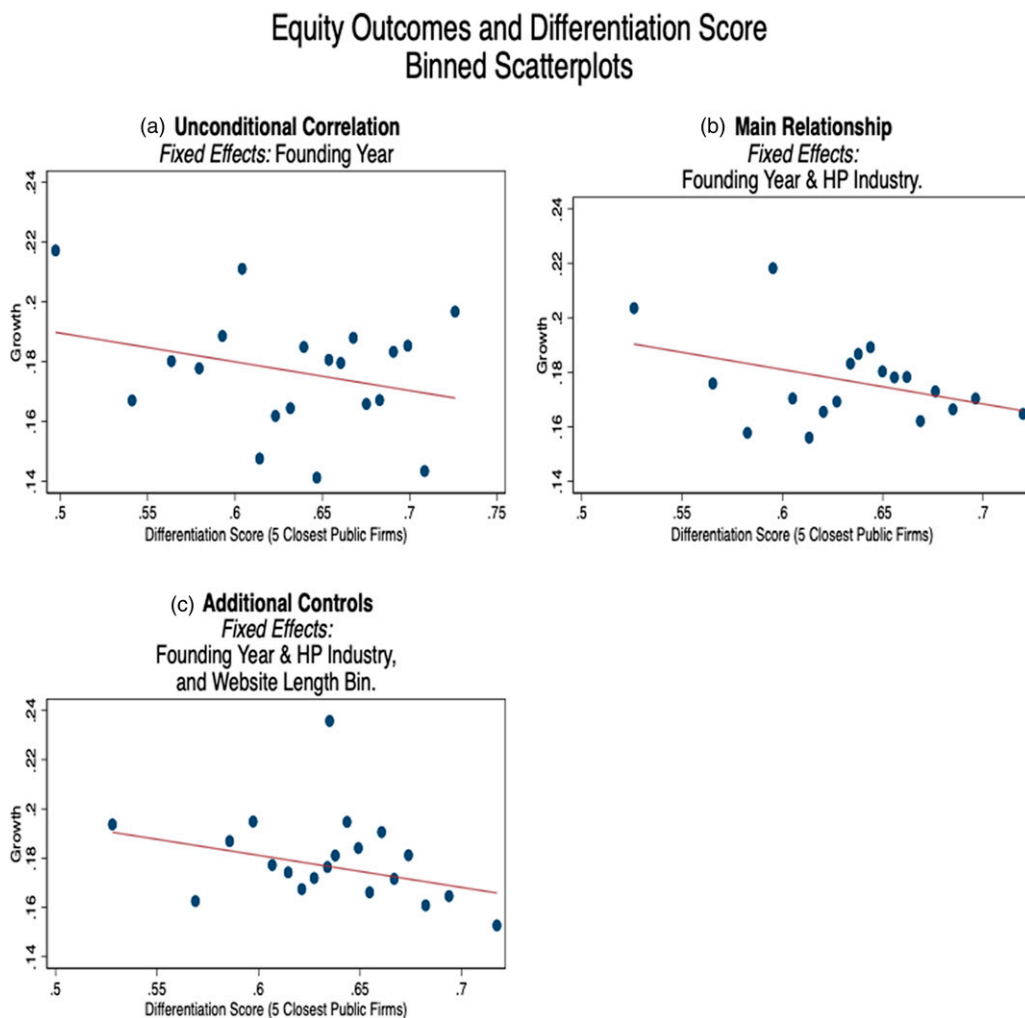 Equity Outcomes and Differentiation Score
Binned Scatterplots
(a) Unconditional Correlation
Fixed Effects: Founding Year
.24
.22
.2
.18
.16
.14
Growth
.5 .55 .6 .65 .7 .75
Differentiation Score (5 Closest Public Firms)
(b) Main Relationship
Fixed Effects:
Founding Year & HP Industry.
.24
.22
.2
.18
.16
.14
Growth
.5 .55 .6 .65 .7
Differentiation Score (5 Closest Public Firms)
(c) Additional Controls
Fixed Effects:
Founding Year & HP Industry,
and Website Length Bin.
.24
.22
.2
.18
.16
.14
Growth
.5 .55 .6 .65 .7
Differentiation Score (5 Closest Public Firms)